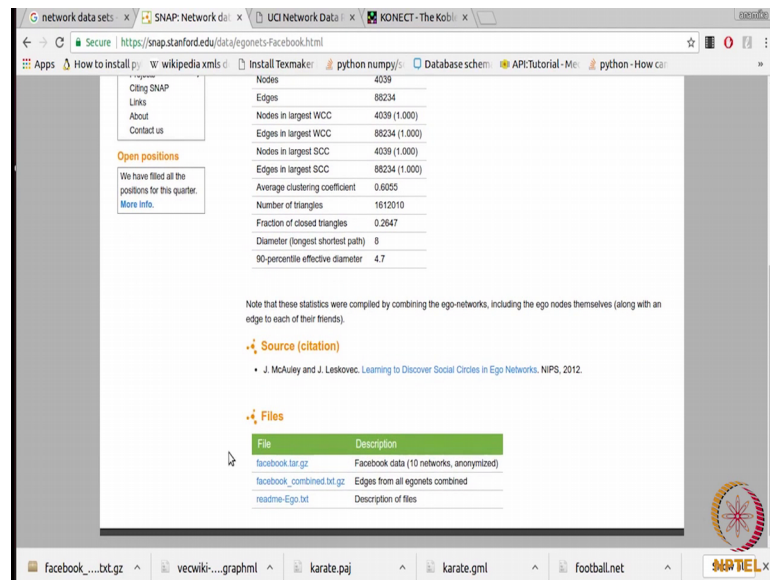 network data sets
SNAP: Network dat
UCI Network Data
KONECT - The Kobl
anamika
Secure | https://snap.stanford.edu/data/egonets-Facebook.html
Apps How to install py wikipedia xmls d Install Texmaker python numpy/s Database schem API:Tutorial - Me python - How car
Citing SNAP
Links
About
Contact us
Open positions
We have filled all the
positions for this quarter.
More info.
Nodes 4039
Edges 88234
Nodes in largest WCC 4039 (1.000)
Edges in largest WCC 88234 (1.000)
Nodes in largest SCC 4039 (1.000)
Edges in largest SCC 88234 (1.000)
Average clustering coefficient 0.6055
Number of triangles 1612010
Fraction of closed triangles 0.2647
Diameter (longest shortest path) 8
90-percentile effective diameter 4.7
Note that these statistics were compiled by combining the ego-networks, including the ego nodes themselves (along with an
edge to each of their friends).
Source (citation)
• J. McAuley and J. Leskovec. Learning to Discover Social Circles in Ego Networks. NIPS, 2012.
Files
File Description
facebook.tar.gz Facebook data (10 networks, anonymized)
facebook_combined.txt.gz Edges from all egonets combined
readme-Ego.txt Description of files
facebook_....txt.gz vecwiki-....graphml karate.paj karate.gml football.net
NPTEL